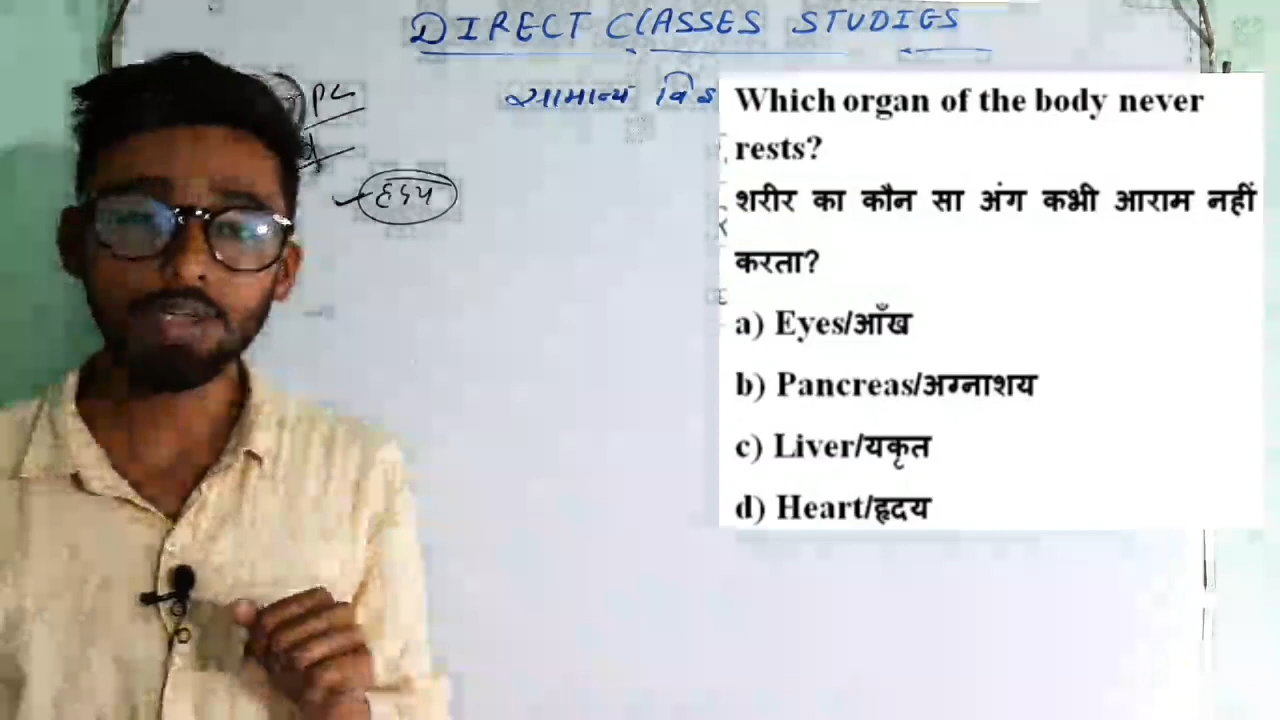 DIRECT CLASSES STUDIES
सामान्य वि
हृदय
Which organ of the body never
rests?
शरीर का कौन सा अंग कभी आराम नहीं
करता?
a) Eyes/आँख
b) Pancreas/अग्नाशय
c) Liver/यकृत
d) Heart/हृदय